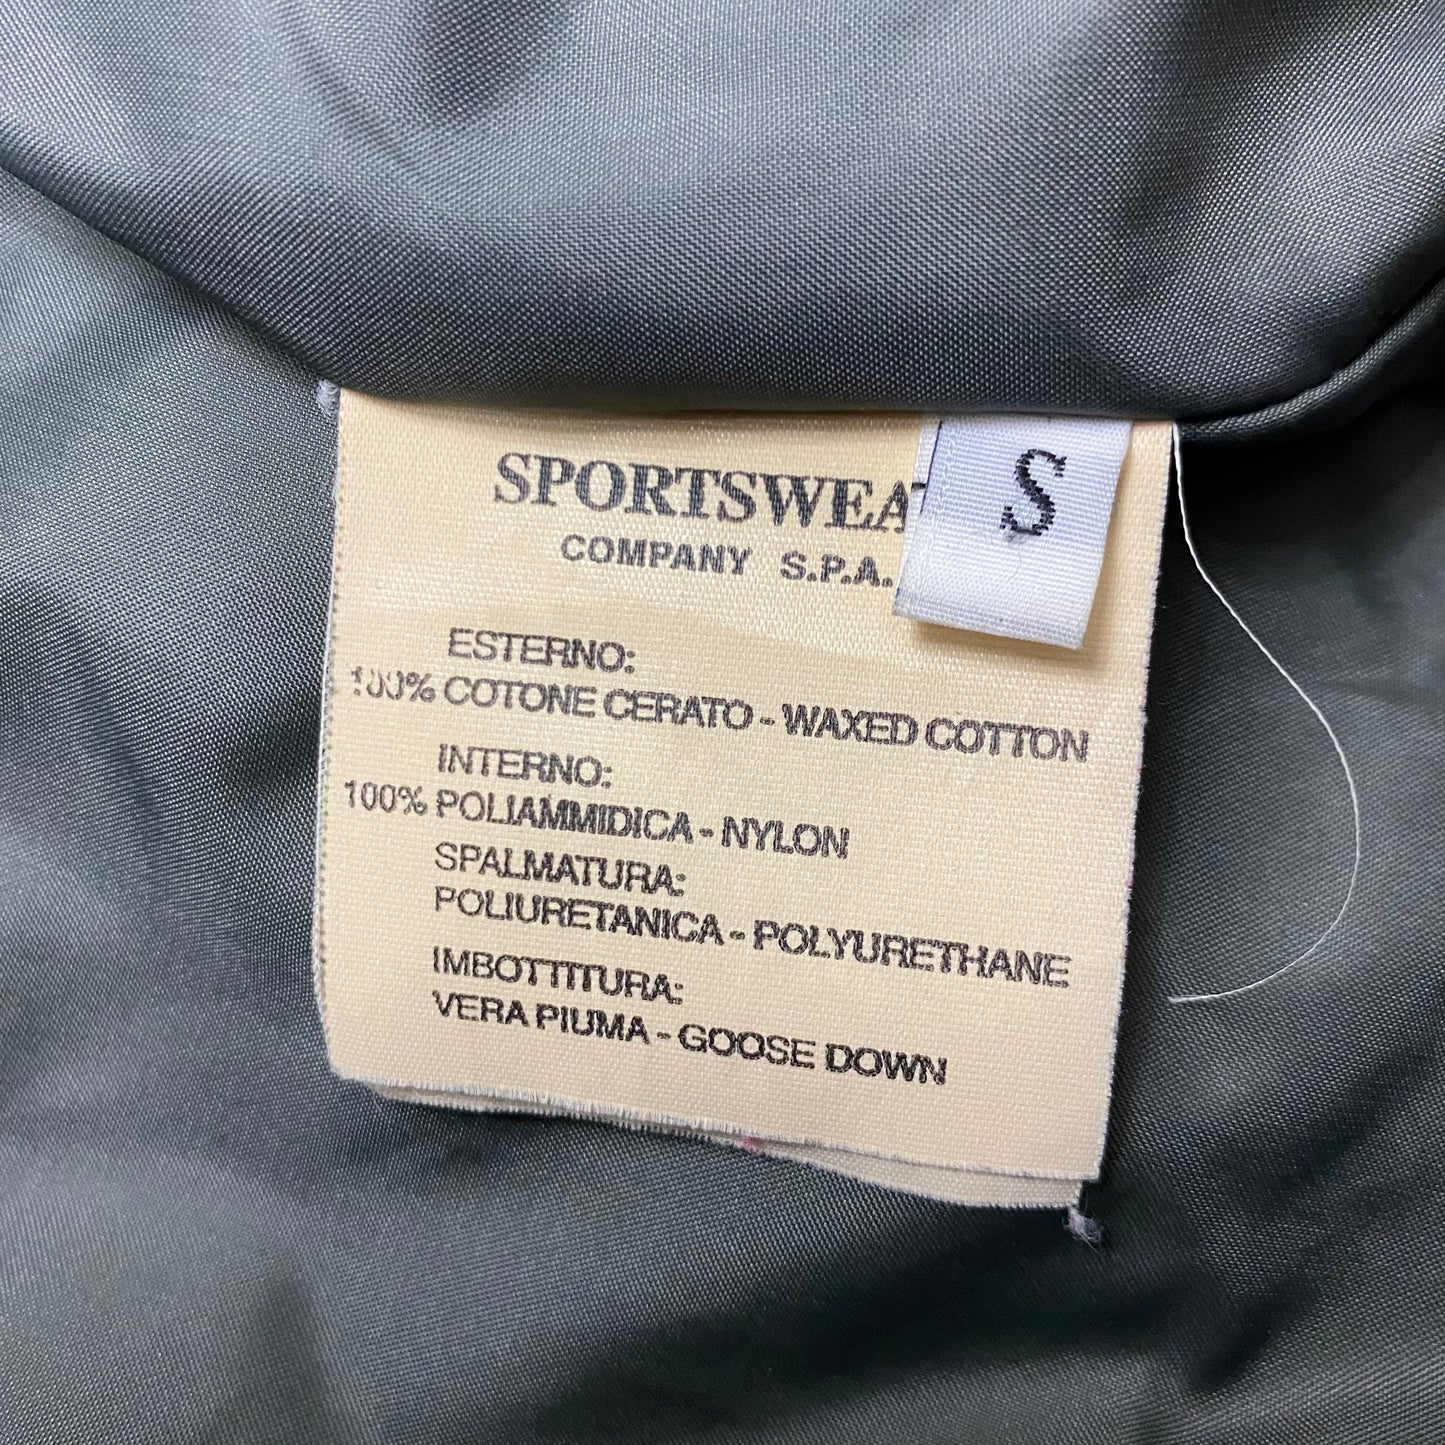 SPORTSWEA
S
COMPANY S.P.A.
ESTERNO:
100% COTONE CERATO - WAXED COTTON
INTERNO:
100% POLIAMMIDICA - NYLON
SPALMATURA:
POLIURETANICA - POLYURETHANE
IMBOTTITURA:
VERA PIUMA - GOOSE DOWN